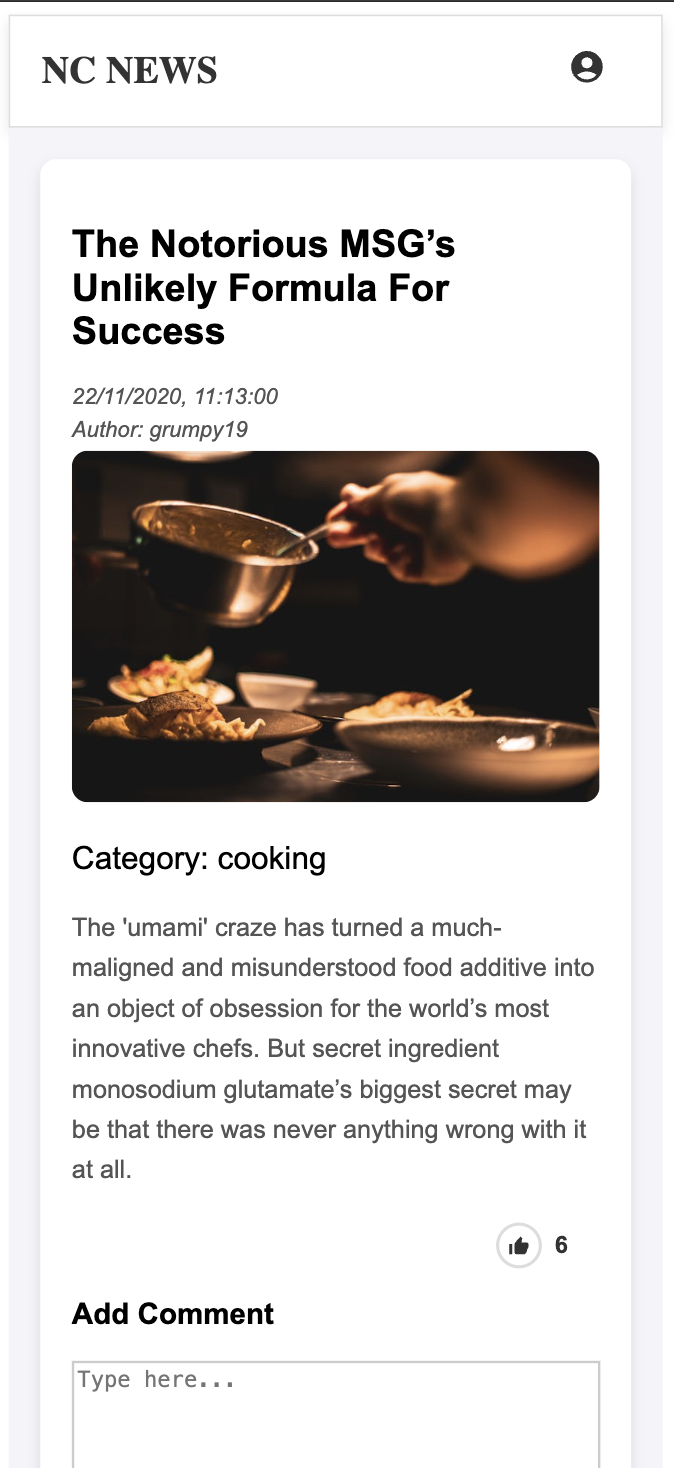 NC NEWS
The Notorious MSG’s
Unlikely Formula For
Success
22/11/2020, 11:13:00
Author: grumpy19
Category: cooking
The 'umami' craze has turned a much-
maligned and misunderstood food additive into
an object of obsession for the world’s most
innovative chefs. But secret ingredient
monosodium glutamate’s biggest secret may
be that there was never anything wrong with it
at all.
6
Add Comment
Type here...